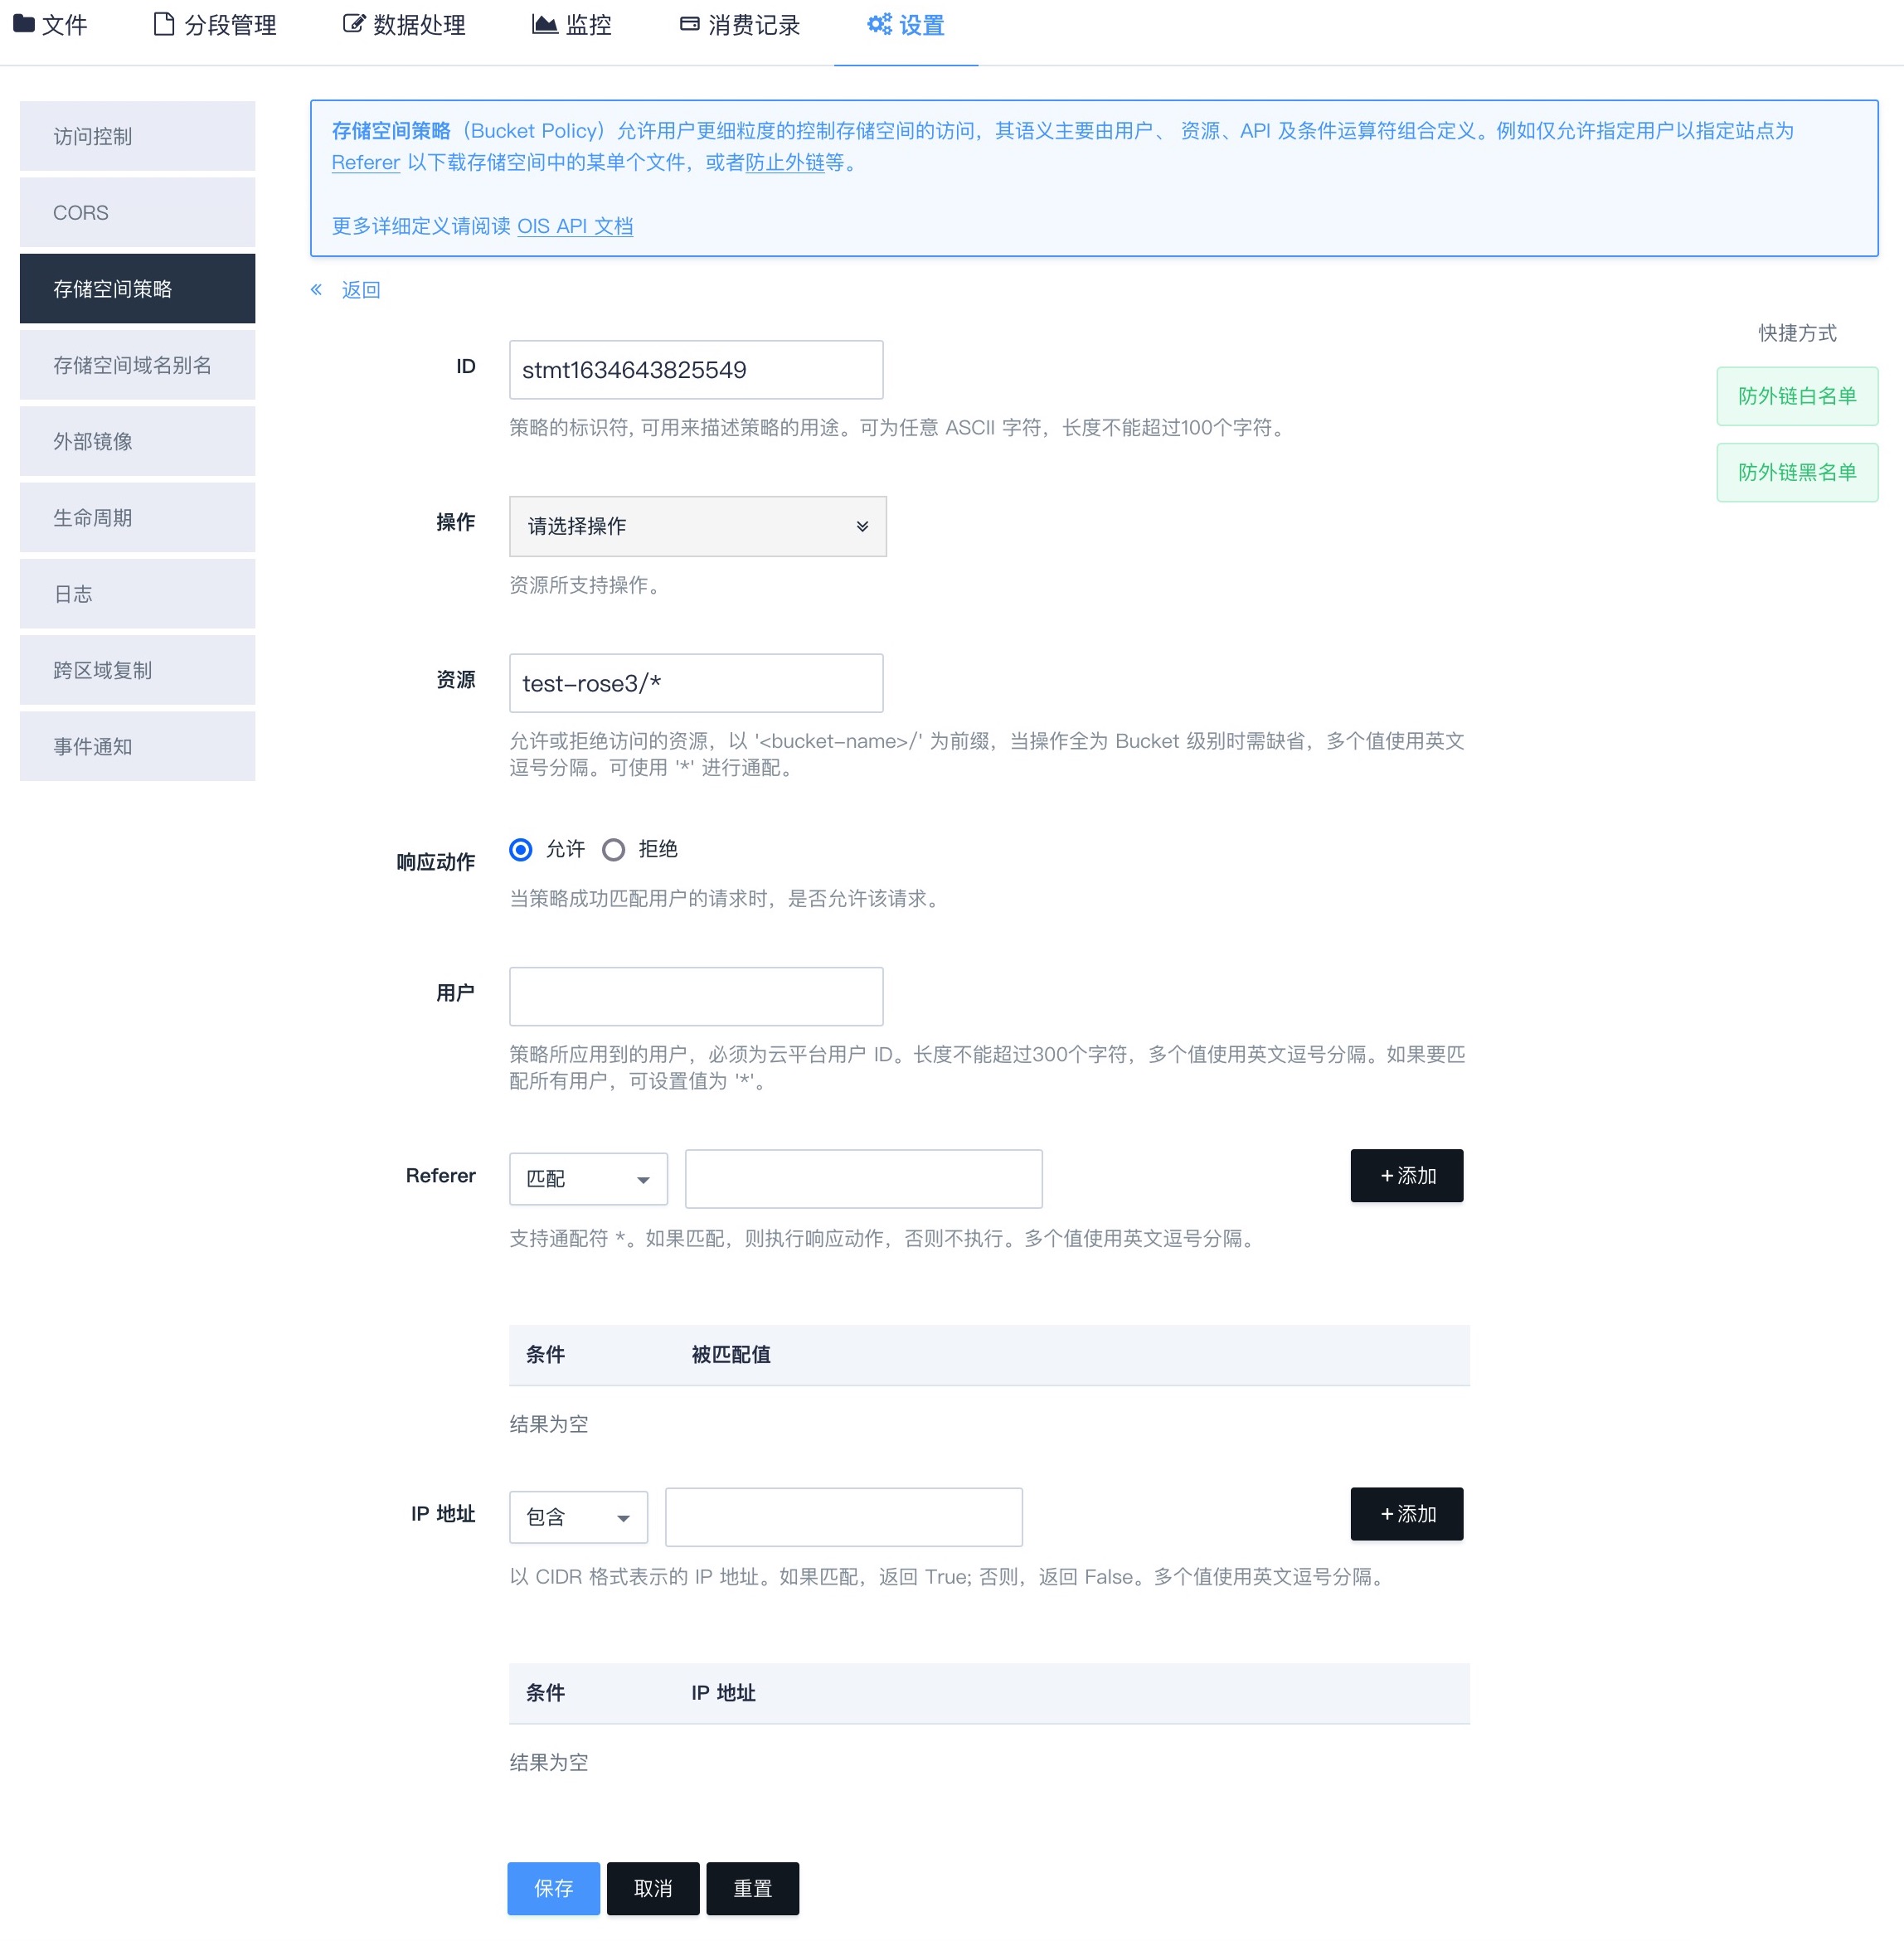 文件 分段管理 数据处理 监控 消费记录 设置
访问控制
CORS
存储空间策略
存储空间域名别名
外部镜像
生命周期
日志
跨区域复制
事件通知
存储空间策略（Bucket Policy）允许用户更细粒度的控制存储空间的访问，其语义主要由用户、 资源、API 及条件运算符组合定义。例如仅允许指定用户以指定站点为
Referer 以下载存储空间中的某单个文件，或者防止外链等。
更多详细定义请阅读 OIS API 文档
« 返回
快捷方式
防外链白名单
防外链黑名单
ID stmt1634643825549
策略的标识符, 可用来描述策略的用途。可为任意 ASCII 字符，长度不能超过100个字符。
操作 请选择操作
资源所支持操作。
资源 test-rose3/*
允许或拒绝访问的资源，以 '<bucket-name>/' 为前缀，当操作全为 Bucket 级别时需缺省，多个值使用英文
逗号分隔。可使用 '*' 进行通配。
响应动作 允许 拒绝
当策略成功匹配用户的请求时，是否允许该请求。
用户
策略所应用到的用户，必须为云平台用户 ID。长度不能超过300个字符，多个值使用英文逗号分隔。如果要匹
配所有用户，可设置值为 '*'。
Referer 匹配 +添加
支持通配符 *。如果匹配，则执行响应动作，否则不执行。多个值使用英文逗号分隔。
条件 被匹配值
结果为空
IP 地址 包含 +添加
以 CIDR 格式表示的 IP 地址。如果匹配，返回 True; 否则，返回 False。多个值使用英文逗号分隔。
条件 IP 地址
结果为空
保存 取消 重置